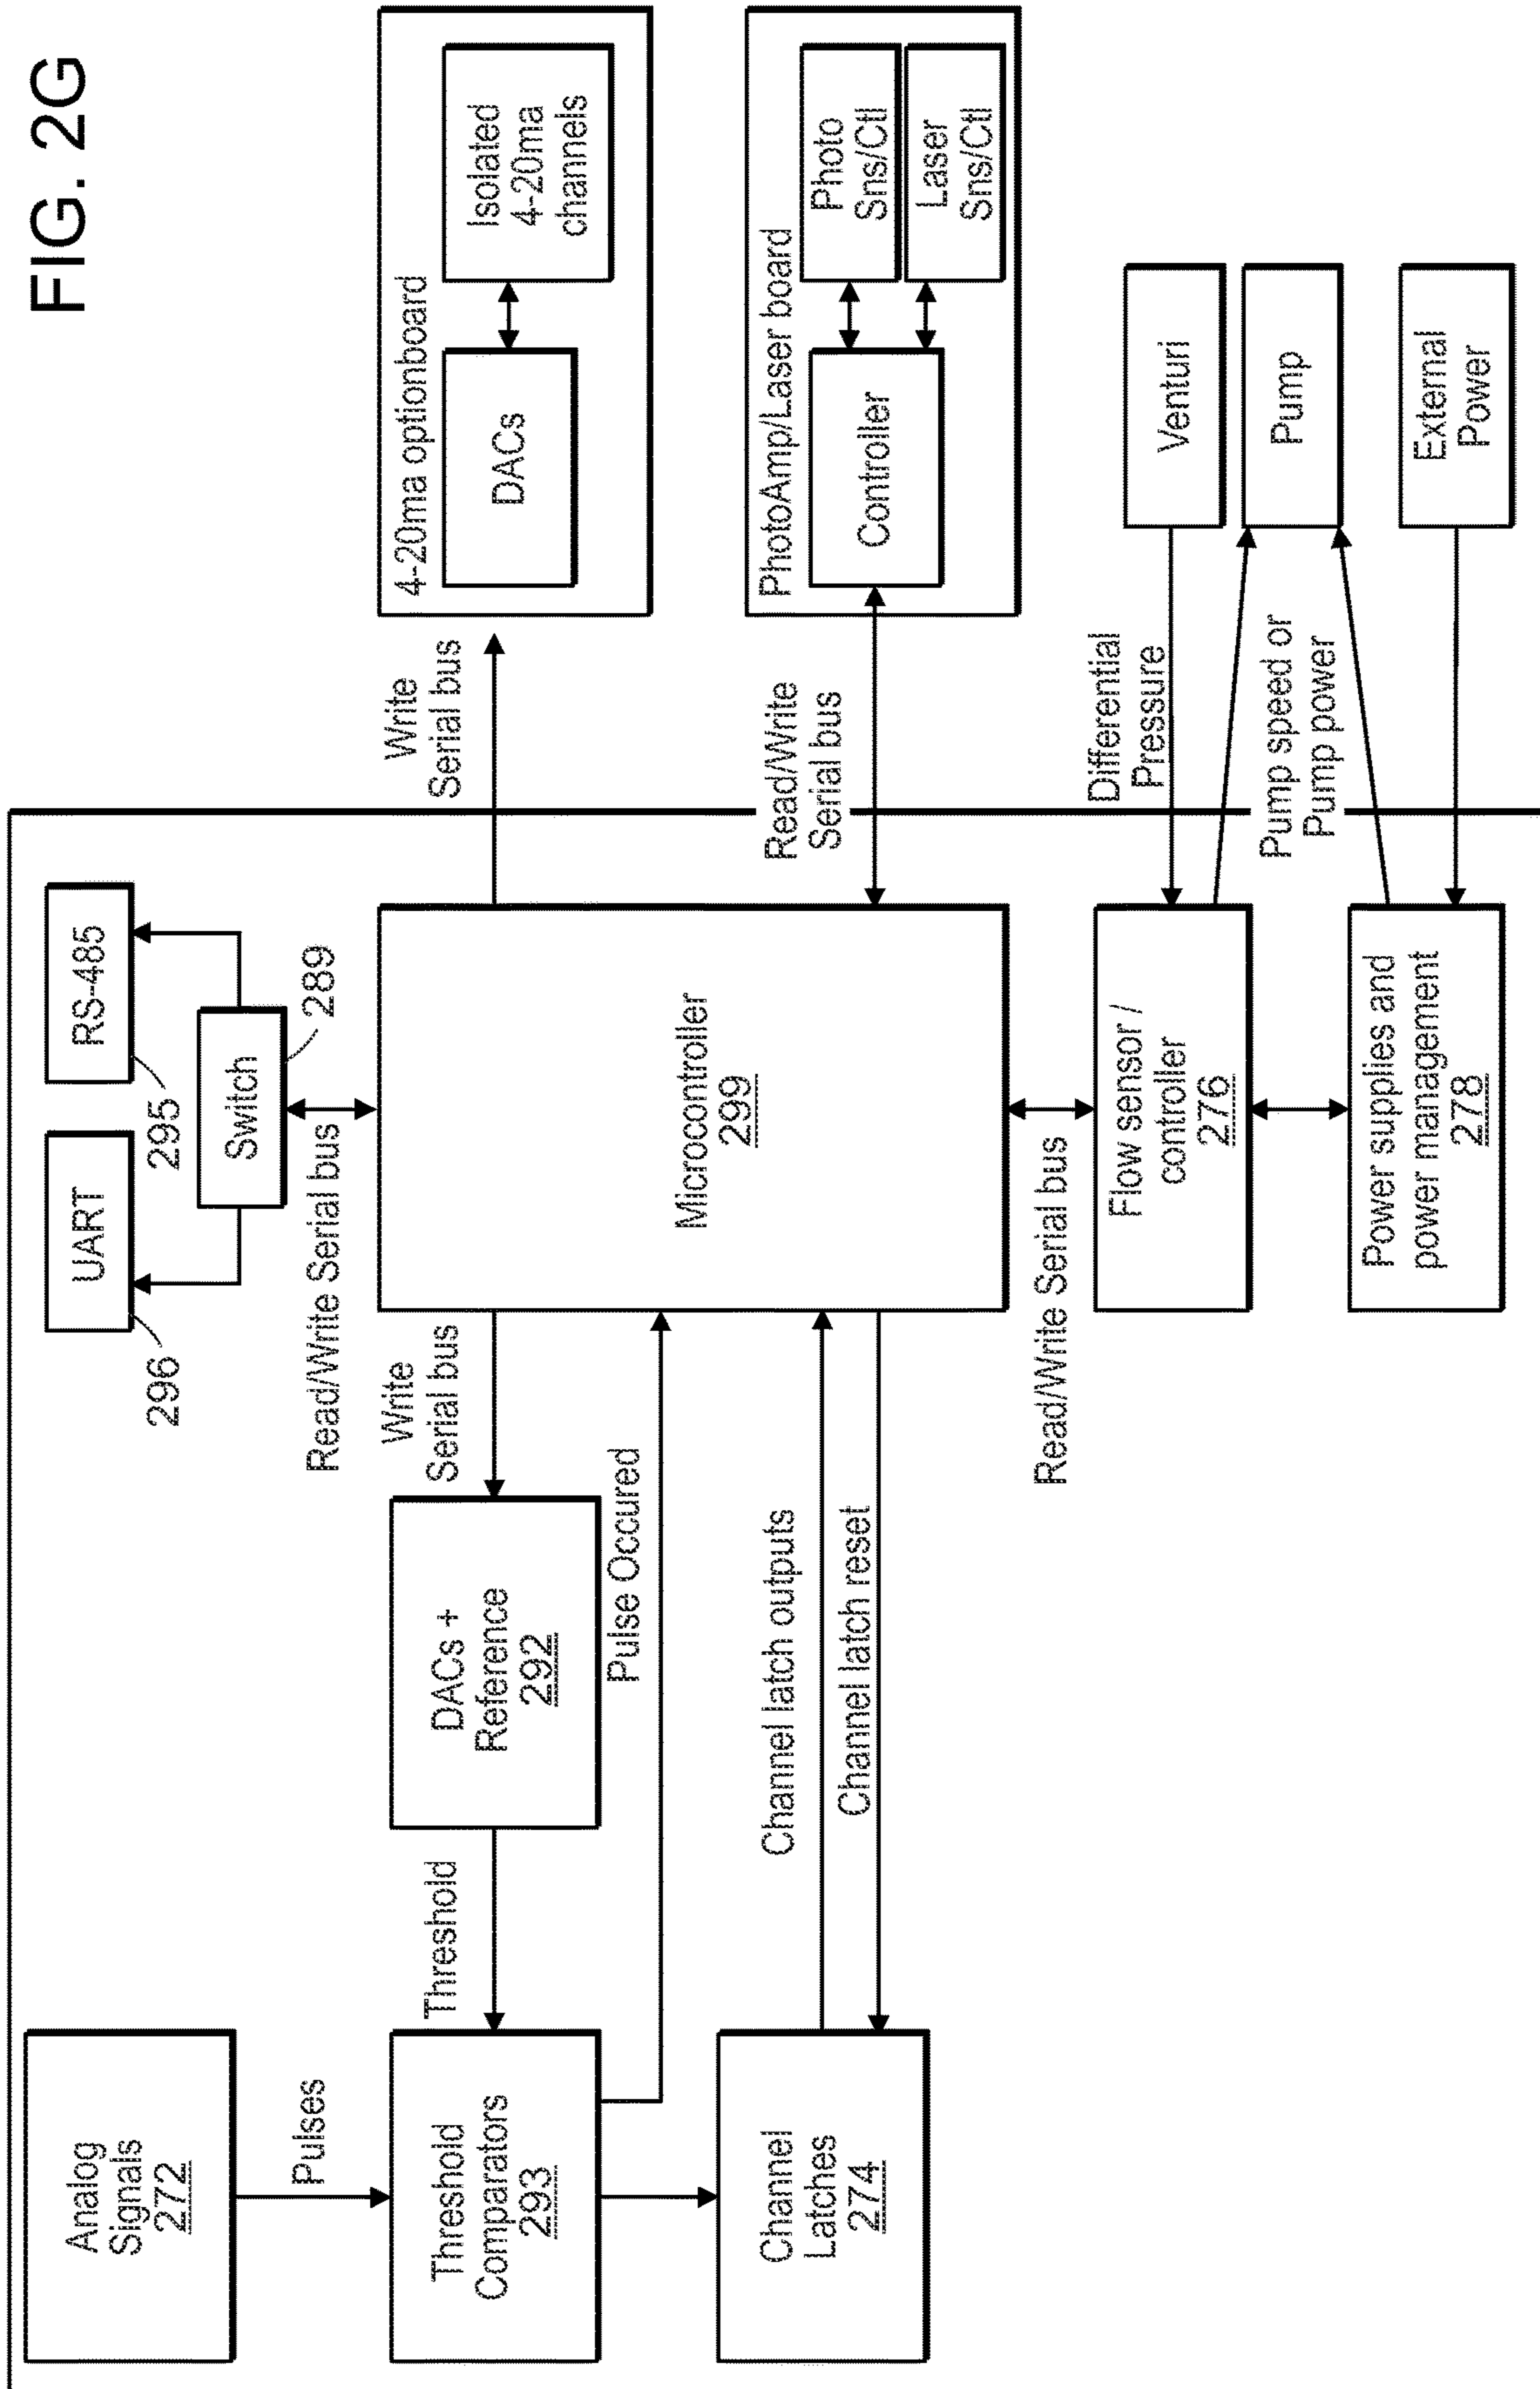 FIG. 2G
Analog
Signals
272
Pulses
Threshold
Comparators
293
Channel
Latches
274
Threshold
DACs +
Reference
292
Pulse Occured
Channel latch outputs
Channel latch reset
Write
Serial bus
UART
296
RS-485
295
Switch
289
Read/Write Serial bus
Microcontroller
299
Read/Write Serial bus
Flow sensor /
controller
276
Power supplies and
power management
278
Write
Serial bus
4-20ma optionboard
DACs
Isolated
4-20ma
channels
Read/Write
Serial bus
PhotoAmp/Laser board
Controller
Photo
Sns/Ctl
Laser
Sns/Ctl
Differential
Pressure
Venturi
Pump speed or
Pump power
Pump
External
Power